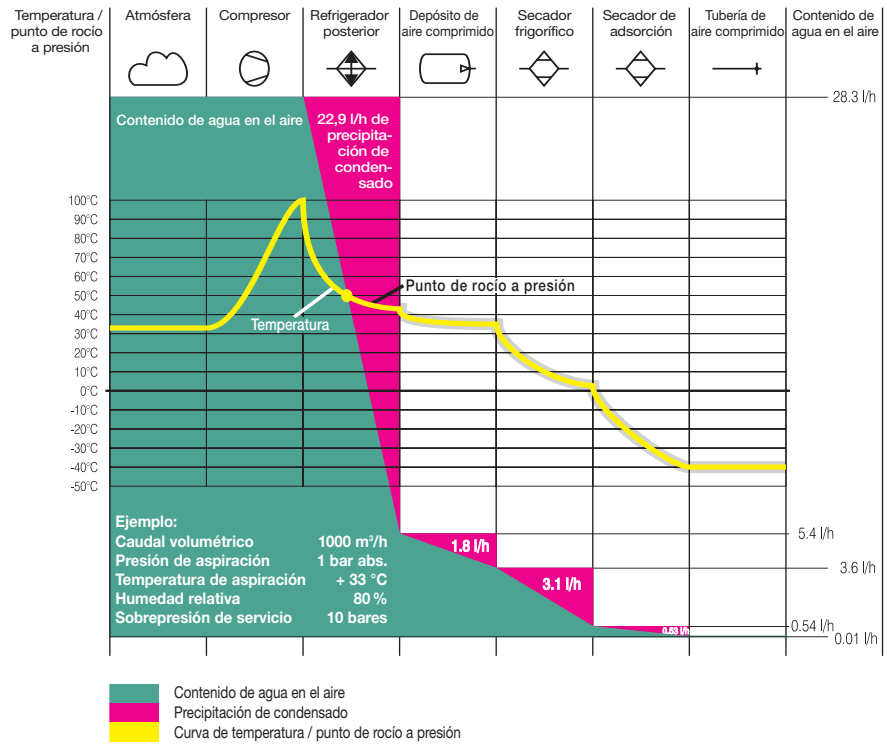 Temperatura /
punto de rocío
a presión
Atmósfera
Compresor
Refrigerador
posterior
Depósito de
aire comprimido
Secador
frigorífico
Secador de
adsorción
Tubería de
aire comprimido
Contenido de
agua en el aire
28.3 l/h
Contenido de agua en el aire
22,9 l/h de
precipita-
ción de
conden-
sado
100°C
90°C
80°C
70°C
60°C
50°C
40°C
30°C
20°C
10°C
0°C
-10°C
-20°C
-30°C
-40°C
-50°C
Punto de rocío a presión
Temperatura
Ejemplo:
Caudal volumétrico 1000 m³/h
Presión de aspiración 1 bar abs.
Temperatura de aspiración + 33 °C
Humedad relativa 80 %
Sobrepresión de servicio 10 bares
1.8 l/h
3.1 l/h
0.53 l/h
5.4 l/h
3.6 l/h
0.54 l/h
0.01 l/h
Contenido de agua en el aire
Precipitación de condensado
Curva de temperatura / punto de rocío a presión